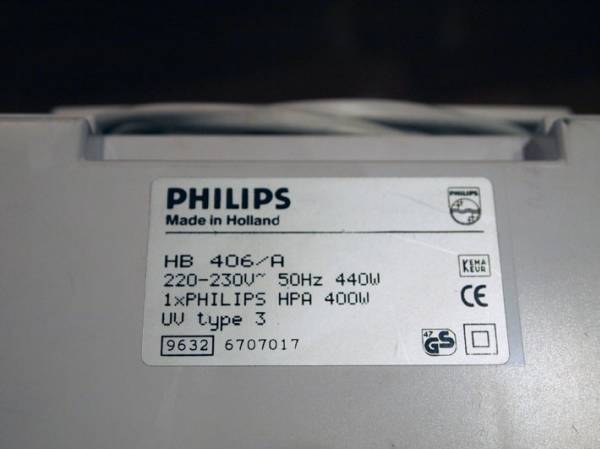 PHILIPS
Made in Holland
PHILIPS
HB 406/A
220-230V~ 50Hz 440W
1xPHILIPS HPA 400W
UV type 3
9632 6707017
KEMA
KEUR
CE
47
GS